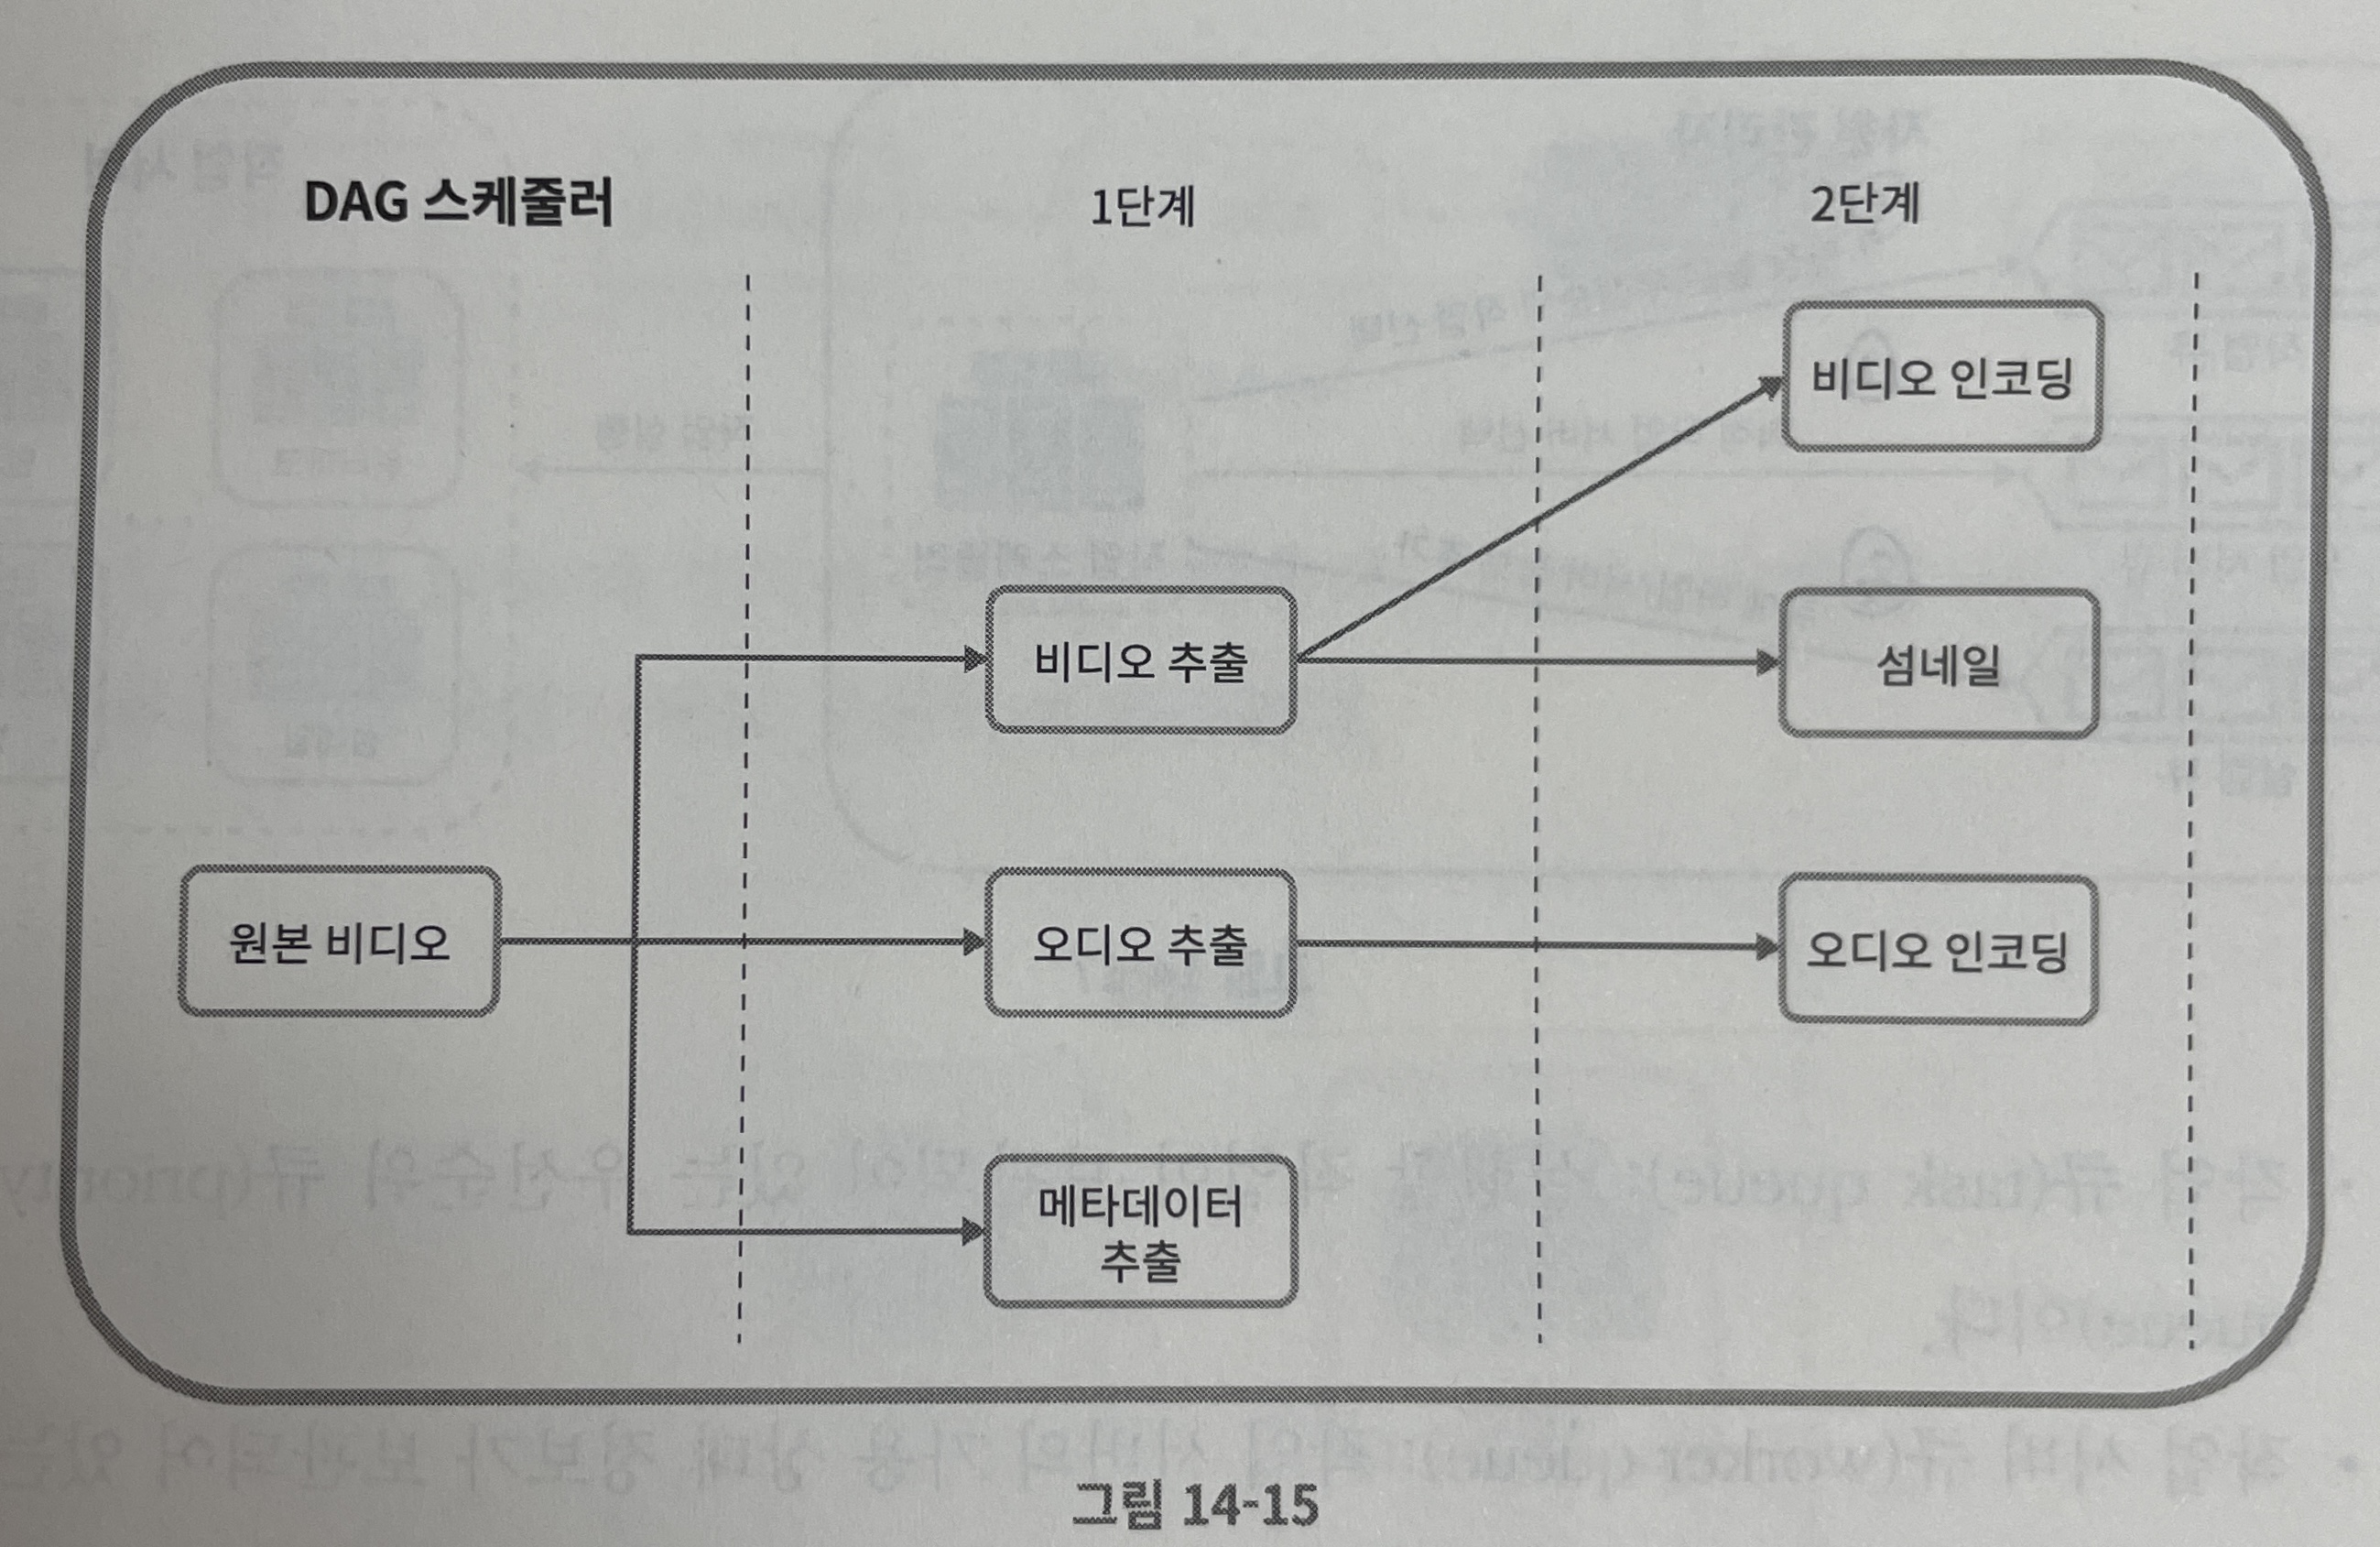 DAG 스케줄러
1단계
2단계
비디오 인코딩
비디오 추출
섬네일
원본 비디오
오디오 추출
오디오 인코딩
메타데이터
추출
그림 14-15